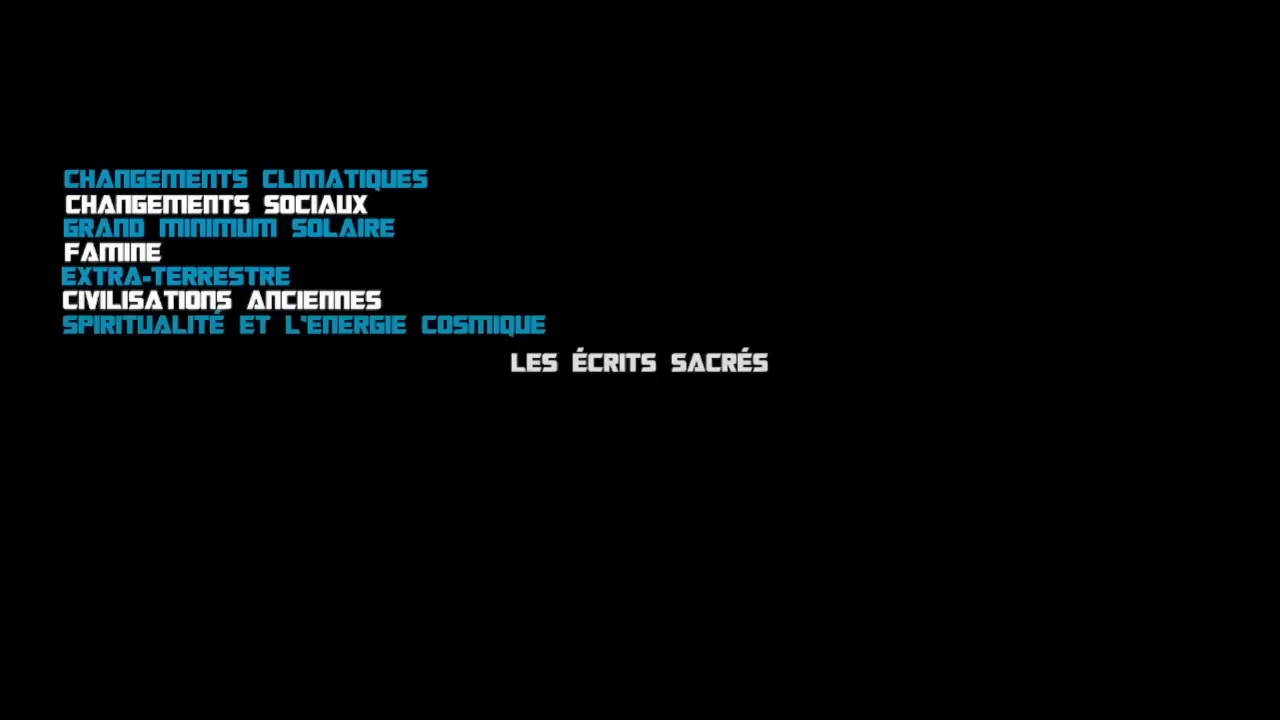 CHANGEMENTS CLIMATIQUES
CHANGEMENTS SOCIAUX
GRAND MINIMUM SOLAIRE
FAMINE
EXTRA-TERRESTRE
CIVILISATIONS ANCIENNES
SPIRITUALITÉ ET L'ENERGIE COSMIQUE
LES ÉCRITS SACRÉS